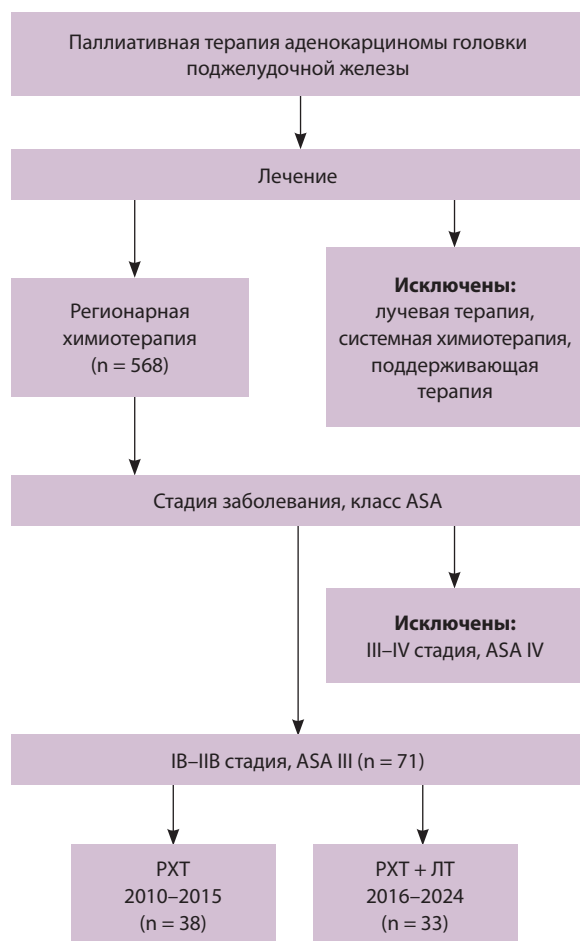 Паллиативная терапия аденокарциномы головки
поджелудочной железы
Лечение
Регионарная
химиотерапия
(n = 568)
Исключены:
лучевая терапия,
системная химиотерапия,
поддерживающая
терапия
Стадия заболевания, класс ASA
Исключены:
III–IV стадия, ASA IV
IB–IIB стадия, ASA III (n = 71)
РХТ
2010–2015
(n = 38)
РХТ + ЛТ
2016–2024
(n = 33)